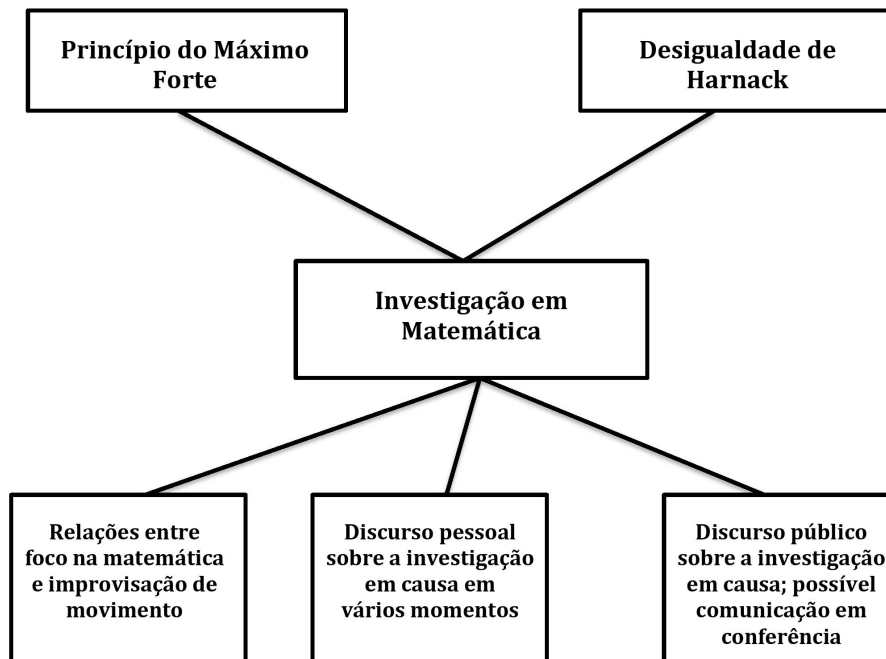 Princípio do Máximo
Forte
Desigualdade de
Harnack
Investigação em
Matemática
Relações entre
foco na matemática
e improvisação de
movimento
Discurso pessoal
sobre a investigação
em causa em
vários momentos
Discurso público
sobre a investigação
em causa; possível
comunicação em
conferência